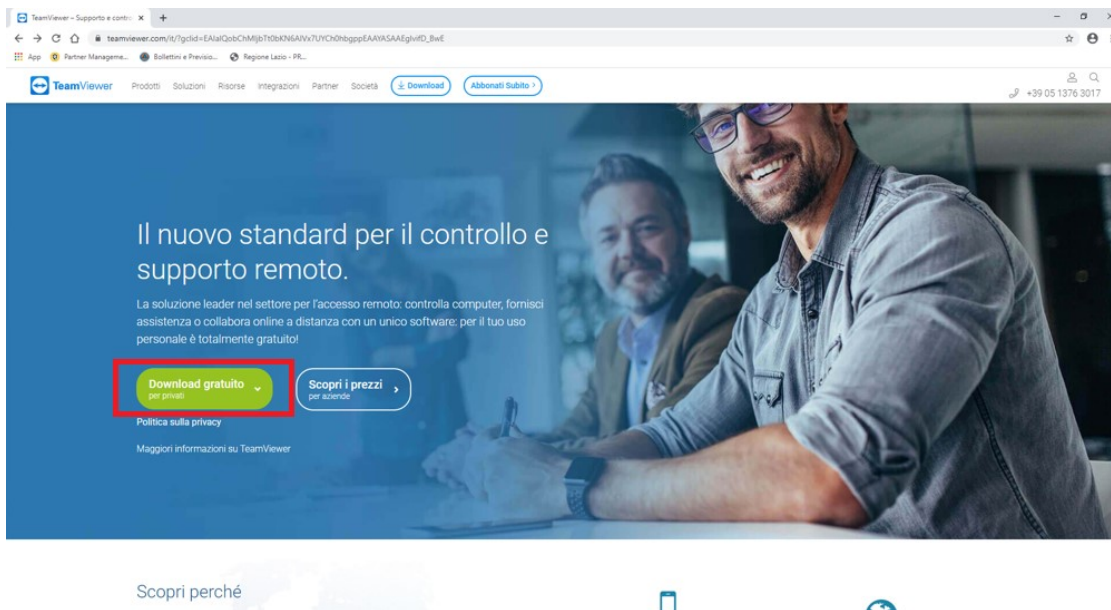 TeamViewer – Supporto e contro
teamviewer.com/it/?gclid=EAIaIQobChMIjbTt0bKN6AIVx7UYCh0hbgppEAAYASAAEgIvifD_BwE
App Partner Manageme... Bollettini e Previsio... Regione Lazio - PR...
TeamViewer Prodotti Soluzioni Risorse Integrazioni Partner Società Download Abbonati Subito >
+39 05 1376 3017
Il nuovo standard per il controllo e
supporto remoto.
La soluzione leader nel settore per l'accesso remoto: controlla computer, fornisci
assistenza o collabora online a distanza con un unico software: per il tuo uso
personale è totalmente gratuito!
Download gratuito
per privati
Scopri i prezzi
per aziende
Politica sulla privacy
Maggiori informazioni su TeamViewer
Scopri perché